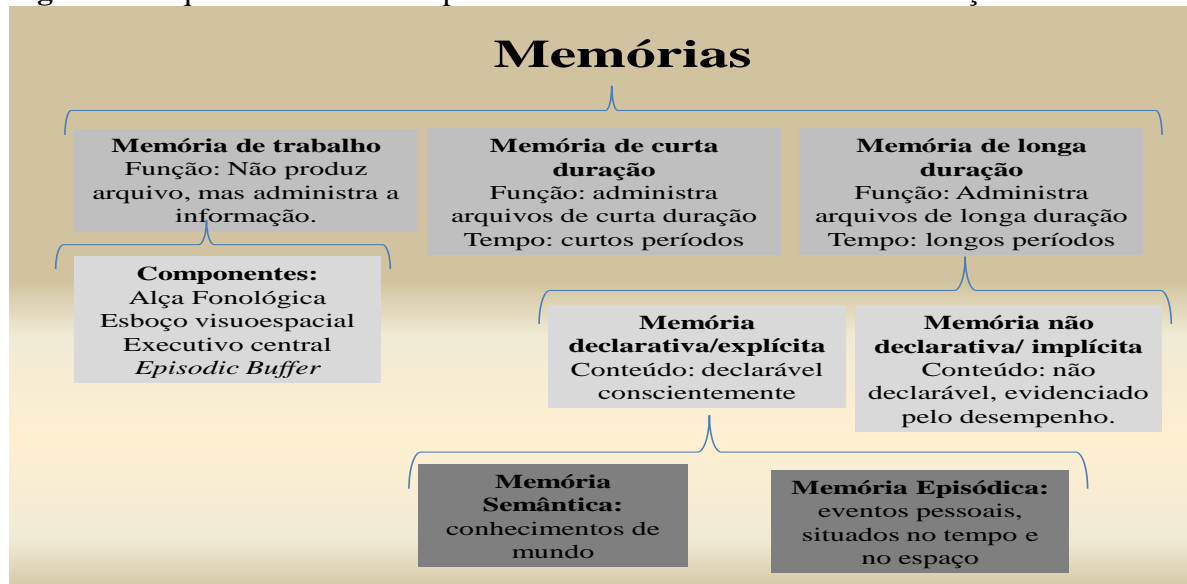 Memórias
Memória de trabalho
Função: Não produz
arquivo, mas administra a
informação.
Memória de curta
duração
Função: administra
arquivos de curta duração
Tempo: curtos períodos
Memória de longa
duração
Função: Administra
arquivos de longa duração
Tempo: longos períodos
Componentes:
Alça Fonológica
Esboço visuoespacial
Executivo central
Episodic Buffer
Memória
declarativa/explícita
Conteúdo: declarável
conscientemente
Memória não
declarativa/ implícita
Conteúdo: não
declarável, evidenciado
pelo desempenho.
Memória
Semântica:
conhecimentos de
mundo
Memória Episódica:
eventos pessoais,
situados no tempo e
no espaço